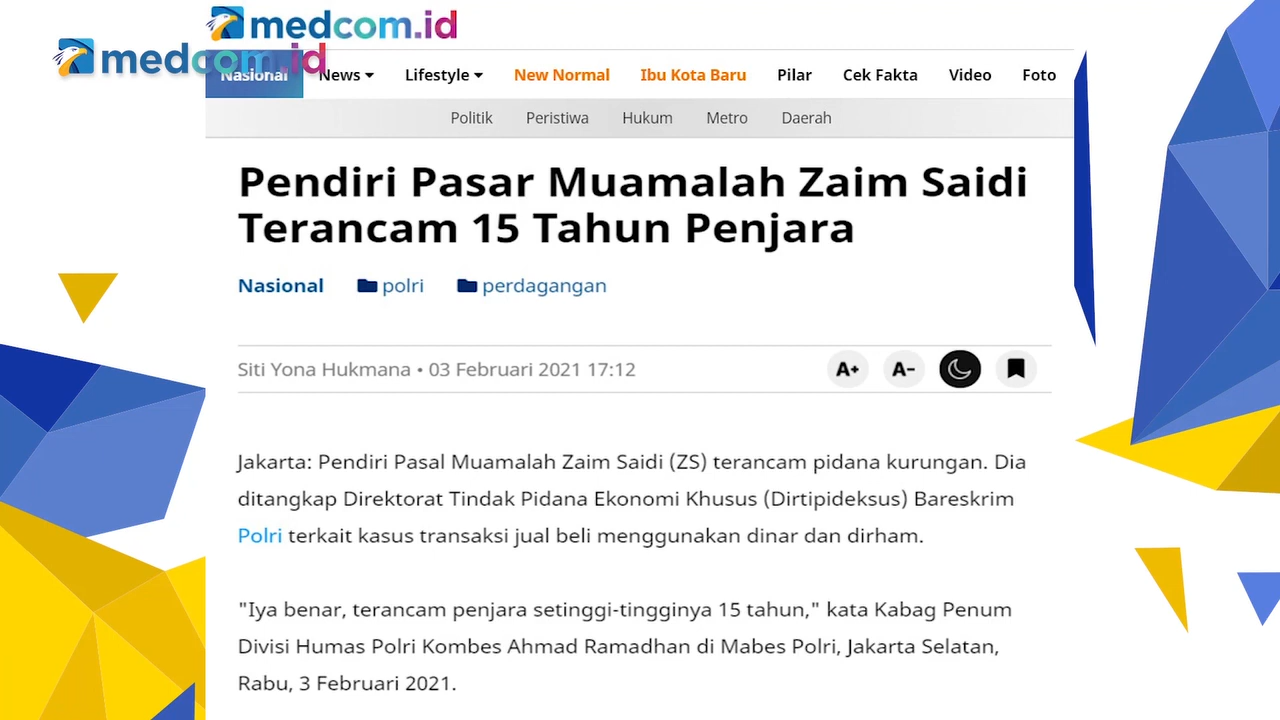 medcom.id
medcom.id
Nasional News Lifestyle New Normal Ibu Kota Baru Pilar Cek Fakta Video Foto
Politik Peristiwa Hukum Metro Daerah
Pendiri Pasar Muamalah Zaim Saidi
Terancam 15 Tahun Penjara
Nasional polri perdagangan
Siti Yona Hukmana • 03 Februari 2021 17:12 A+ A-
Jakarta: Pendiri Pasal Muamalah Zaim Saidi (ZS) terancam pidana kurungan. Dia
ditangkap Direktorat Tindak Pidana Ekonomi Khusus (Dirtipideksus) Bareskrim
Polri terkait kasus transaksi jual beli menggunakan dinar dan dirham.
"Iya benar, terancam penjara setinggi-tingginya 15 tahun," kata Kabag Penum
Divisi Humas Polri Kombes Ahmad Ramadhan di Mabes Polri, Jakarta Selatan,
Rabu, 3 Februari 2021.